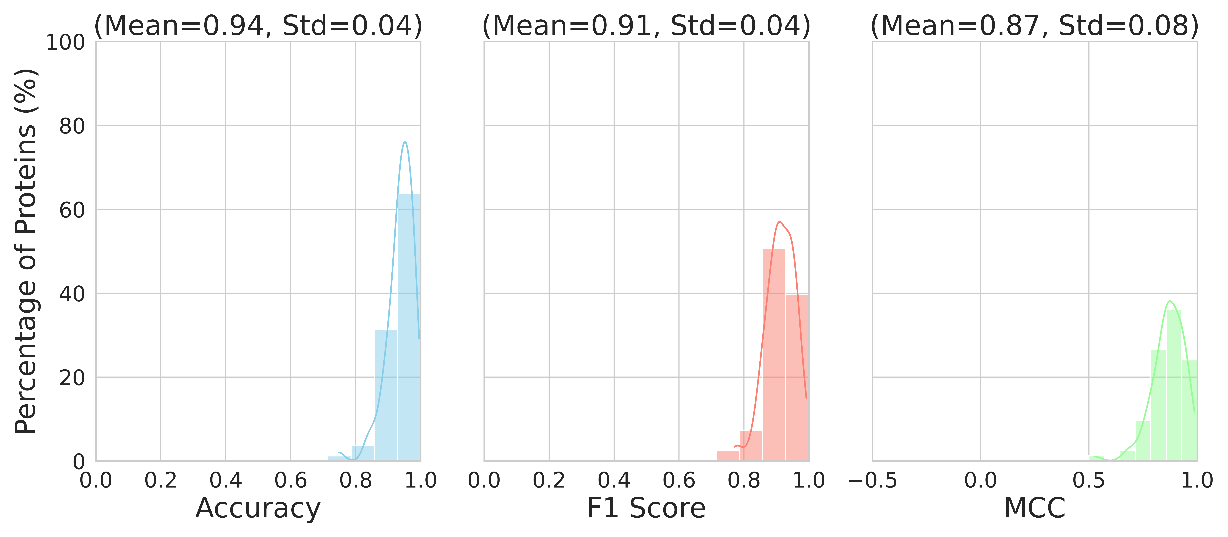 (Mean=0.94, Std=0.04)
(Mean=0.91, Std=0.04)
(Mean=0.87, Std=0.08)
Percentage of Proteins (%)
100
80
60
40
20
0
0.0 0.2 0.4 0.6 0.8 1.0
Accuracy
0.0 0.2 0.4 0.6 0.8 1.0
F1 Score
−0.5 0.0 0.5 1.0
MCC